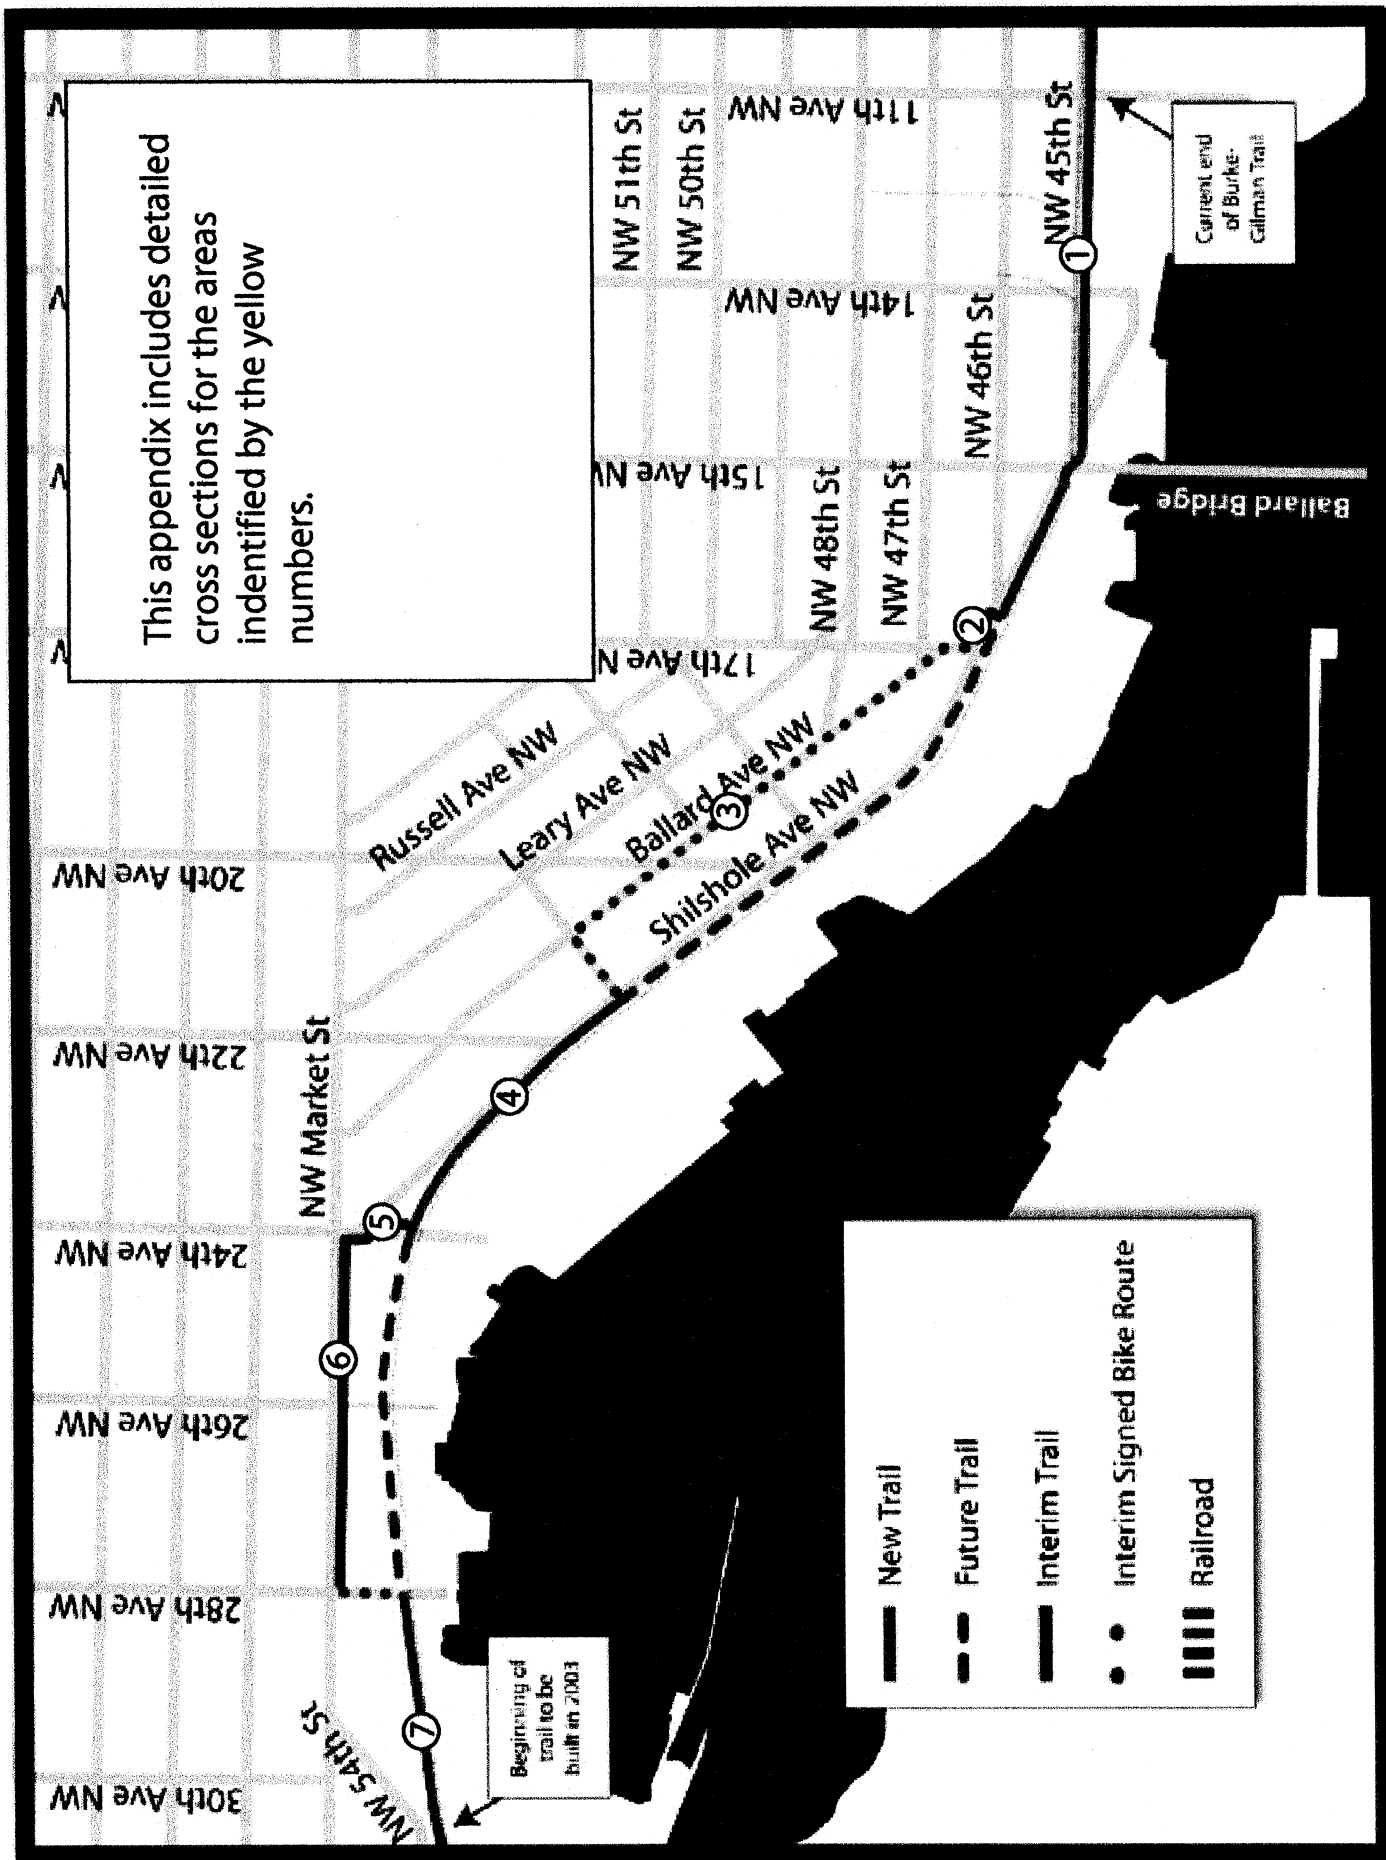 This appendix includes detailed
cross sections for the areas
indentified by the yellow
numbers.
30th Ave NW
28th Ave NW
26th Ave NW
24th Ave NW
22th Ave NW
20th Ave NW
17th Ave N
15th Ave NW
14th Ave NW
11th Ave NW
NW 54th St
NW Market St
Russell Ave NW
Leary Ave NW
Ballard Ave NW
Shilshole Ave NW
NW 51th St
NW 50th St
NW 48th St
NW 47th St
NW 46th St
NW 45th St
Ballard Bridge
7
6
5
4
3
2
1
Beginning of
trail to be
built in 2003
Current end
of Burke-
Gilman Trail
New Trail
Future Trail
Interim Trail
Interim Signed Bike Route
Railroad